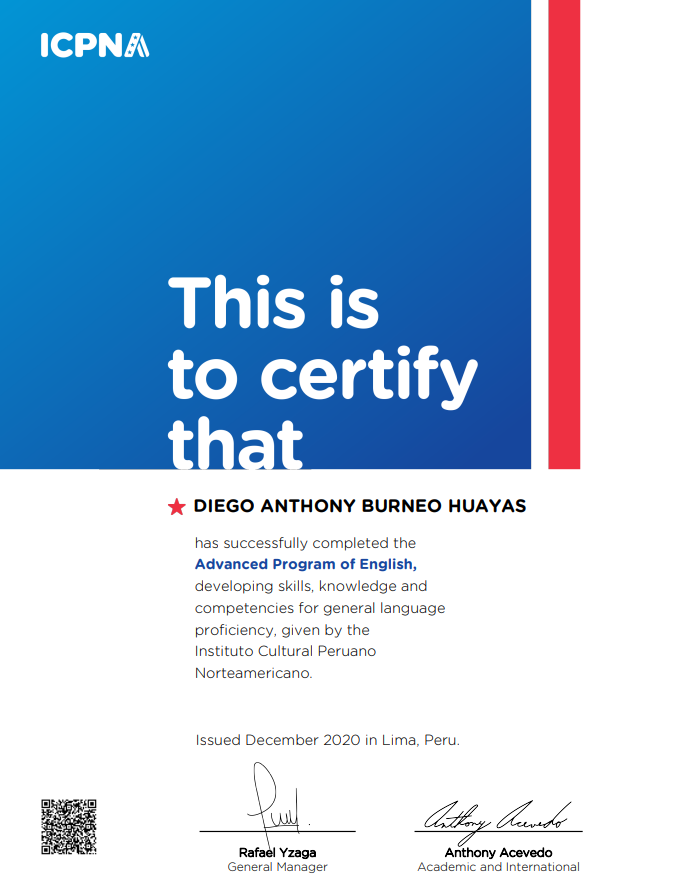 ICPNA
This is
to certify
that
DIEGO ANTHONY BURNEO HUAYAS
has successfully completed the
Advanced Program of English,
developing skills, knowledge and
competencies for general language
proficiency, given by the
Instituto Cultural Peruano
Norteamericano.
Issued December 2020 in Lima, Peru.
Anthony Acevedo
Rafael Yzaga
General Manager
Anthony Acevedo
Academic and International